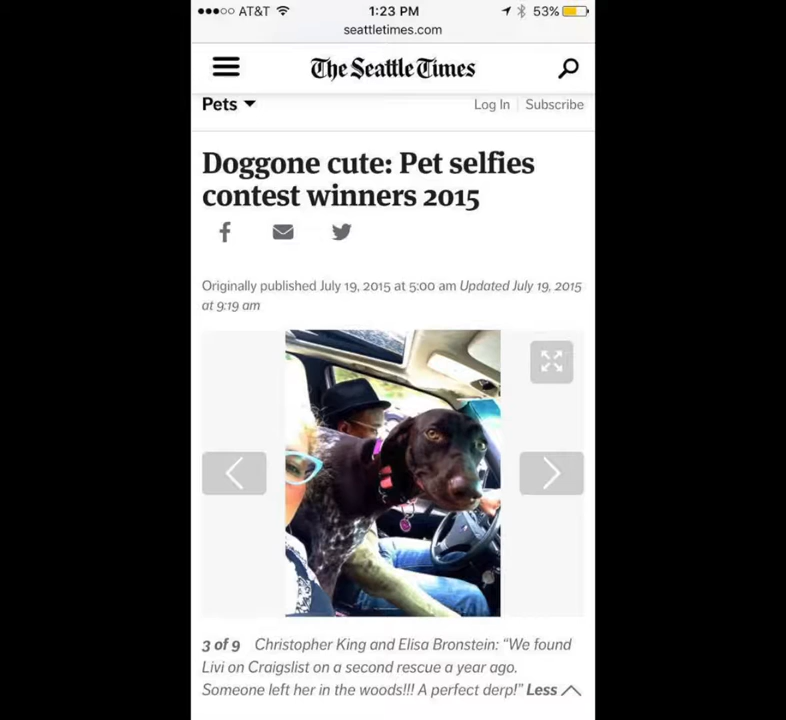 AT&T 1:23 PM 53%
seattletimes.com
The Seattle Times
Pets Log In Subscribe
Doggone cute: Pet selfies
contest winners 2015
Originally published July 19, 2015 at 5:00 am Updated July 19, 2015
at 9:19 am
3 of 9 Christopher King and Elisa Bronstein: “We found
Livi on Craigslist on a second rescue a year ago.
Someone left her in the woods!!! A perfect derp!” Less